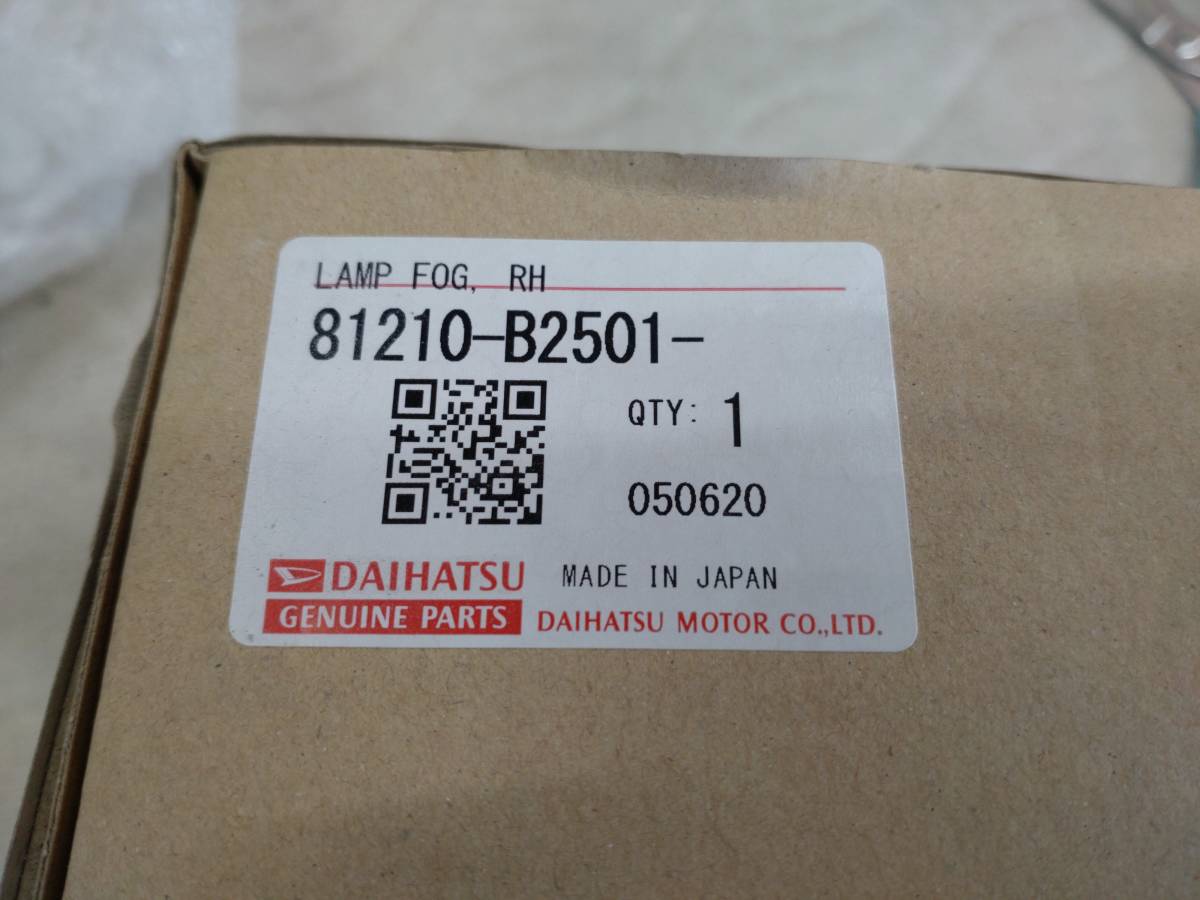 LAMP FOG, RH
81210-B2501-
QTY: 1
050620
DAIHATSU MADE IN JAPAN
GENUINE PARTS DAIHATSU MOTOR CO.,LTD.